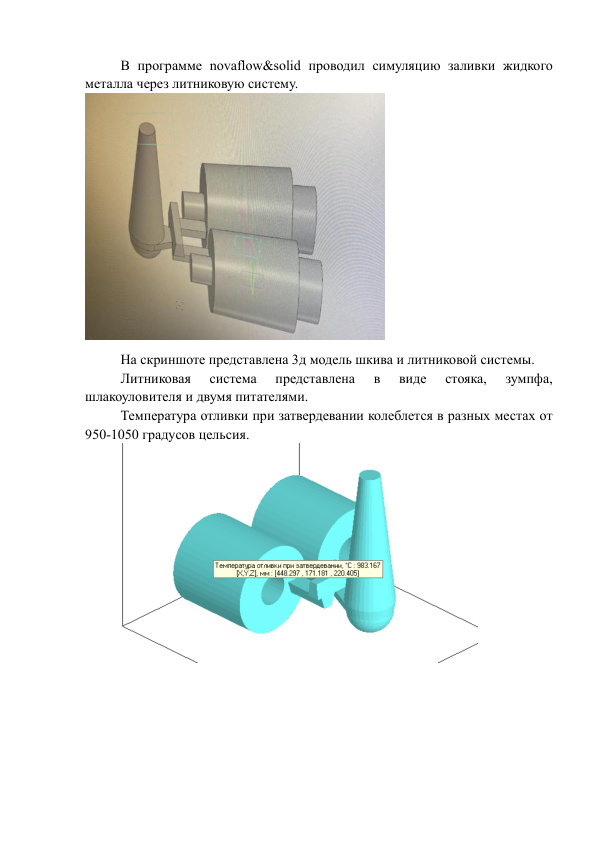 В программе novaflow&solid проводил симуляцию заливки жидкого
металла через литниковую систему.
На скриншоте представлена 3д модель шкива и литниковой системы.
Литниковая система представлена в виде стояка, зумпфа,
шлакоуловителя и двумя питателями.
Температура отливки при затвердевании колеблется в разных местах от
950-1050 градусов цельсия.
Температура отливки при затвердевании, °C : 983.167
[X,Y,Z], мм : [448.297 , 171.181 , 220.405]